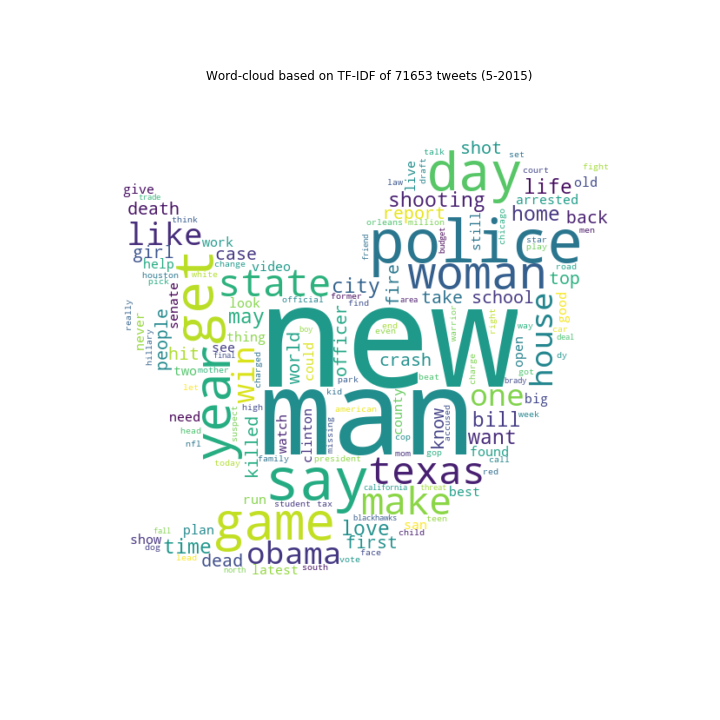 Word-cloud based on TF-IDF of 71653 tweets (5-2015)
talk
shot
set
court
fight
law
draft
live
day
life
old
give
trade
death
shooting
arrested
men
think
report
home
back
orleans
million
still
chicago
star
play
like
girl
work
case
police
friend
budget
road
help
change
video
get
state
city
fire
woman
top
houston
white
pick
official
former
area
take
school
good
senate
look
may
find
new
house
really
hillary
never
people
thing
boy
officer
end
even
warrior
right
way
car
hit
see
final
win
world
could
crash
open
got
deal
dy
two
mother
charged
park
beat
charge
brady
let
year
kid
man
one
big
high
american
county
need
suspect
watch
clinton
missing
know
accused
bill
week
head
nfl
killed
cop
want
today
family
president
mom
gop
found
call
say
texas
red
california
threat
best
run
student
tax
make
game
blackhawks
teen
fall
plan
love
san
child
show
dog
time
obama
first
face
lead
dead
vote
north
latest
south